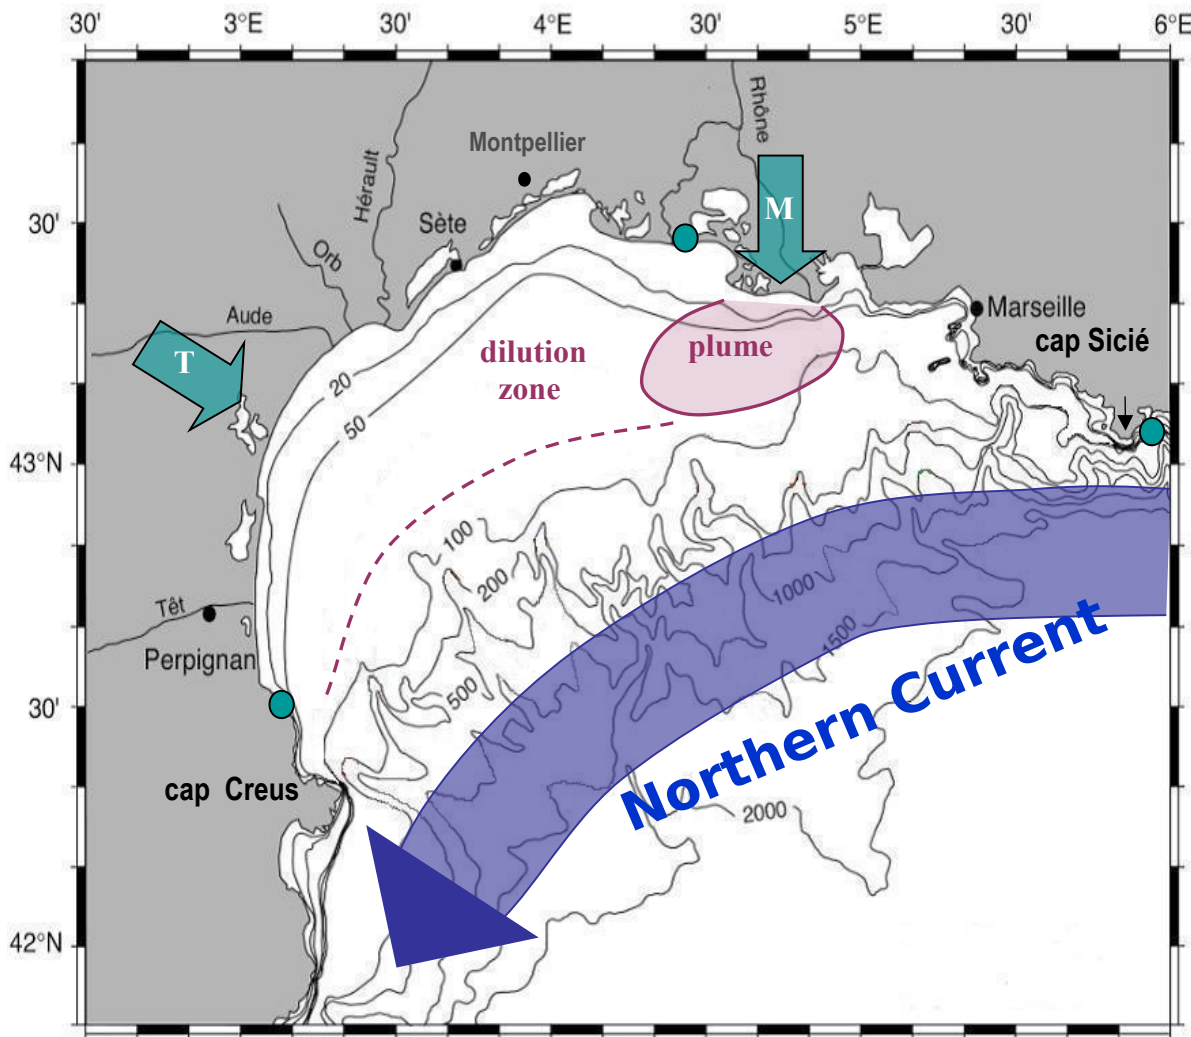 30' 3°E 30' 4°E 30' 5°E 30' 6°E
Rhône
Montpellier
Hérault
M
30'
Sète
Orb
Aude
Marseille
cap Sicié
T
plume
dilution
zone
20
50
43°N
100
200
1000
Têt
1500
Perpignan
500
30'
Northern Current
cap Creus
2000
42°N